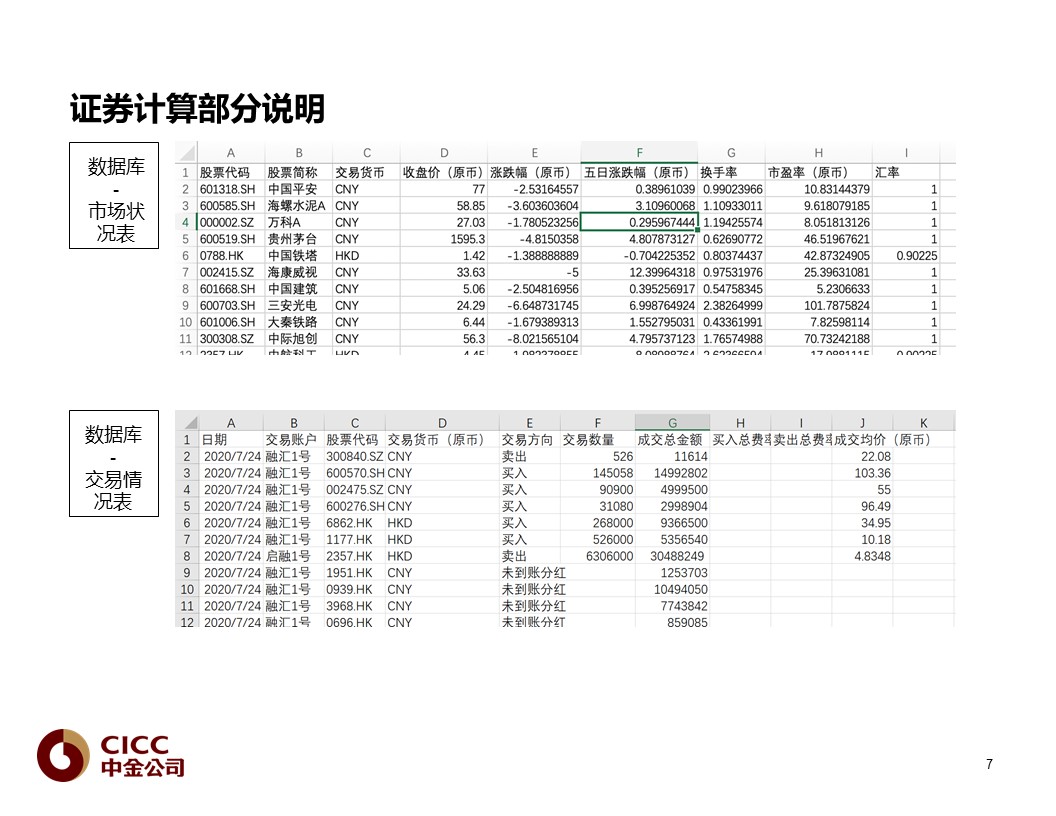 证券计算部分说明
数据库
-
市场状
况表
A B C D E F G H I
1 股票代码 股票简称 交易货币 收盘价（原币） 涨跌幅（原币） 五日涨跌幅（原币） 换手率 市盈率（原币） 汇率
2 601318.SH 中国平安 CNY 77 -2.53164557 0.38961039 0.99023966 10.83144379 1
3 600585.SH 海螺水泥A CNY 58.85 -3.603603604 3.10960068 1.10933011 9.618079185 1
4 000002.SZ 万科A CNY 27.03 -1.780523256 0.295967444 1.19425574 8.051813126 1
5 600519.SH 贵州茅台 CNY 1595.3 -4.8150358 4.807873127 0.62690772 46.51967621 1
6 0788.HK 中国铁塔 HKD 1.42 -1.388888889 -0.704225352 0.80374437 42.87324905 0.90225
7 002415.SZ 海康威视 CNY 33.63 -5 12.39964318 0.97531976 25.39631081 1
8 601668.SH 中国建筑 CNY 5.06 -2.504816956 0.395256917 0.54758345 5.2306633 1
9 600703.SH 三安光电 CNY 24.29 -6.648731745 6.998764924 2.38264999 101.7875824 1
10 601006.SH 大秦铁路 CNY 6.44 -1.679389313 1.552795031 0.43361991 7.82598114 1
11 300308.SZ 中际旭创 CNY 56.3 -8.021565104 4.795737123 1.76574988 70.73242188 1
数据库
-
交易情
况表
A B C D E F G H I J K
1 日期 交易账户 股票代码 交易货币（原币） 交易方向 交易数量 成交总金额 买入总费率 卖出总费率 成交均价（原币）
2 2020/7/24 融汇1号 300840.SZ CNY 卖出 526 11614 22.08
3 2020/7/24 融汇1号 600570.SH CNY 买入 145058 14992802 103.36
4 2020/7/24 融汇1号 002475.SZ CNY 买入 90900 4999500 55
5 2020/7/24 融汇1号 600276.SH CNY 买入 31080 2998904 96.49
6 2020/7/24 融汇1号 6862.HK HKD 买入 268000 9366500 34.95
7 2020/7/24 融汇1号 1177.HK HKD 买入 526000 5356540 10.18
8 2020/7/24 启融1号 2357.HK HKD 卖出 6306000 30488249 4.8348
9 2020/7/24 融汇1号 1951.HK CNY 未到账分红 1253703
10 2020/7/24 融汇1号 0939.HK CNY 未到账分红 10494050
11 2020/7/24 融汇1号 3968.HK CNY 未到账分红 7743842
12 2020/7/24 融汇1号 0696.HK CNY 未到账分红 859085
CICC
中金公司
7